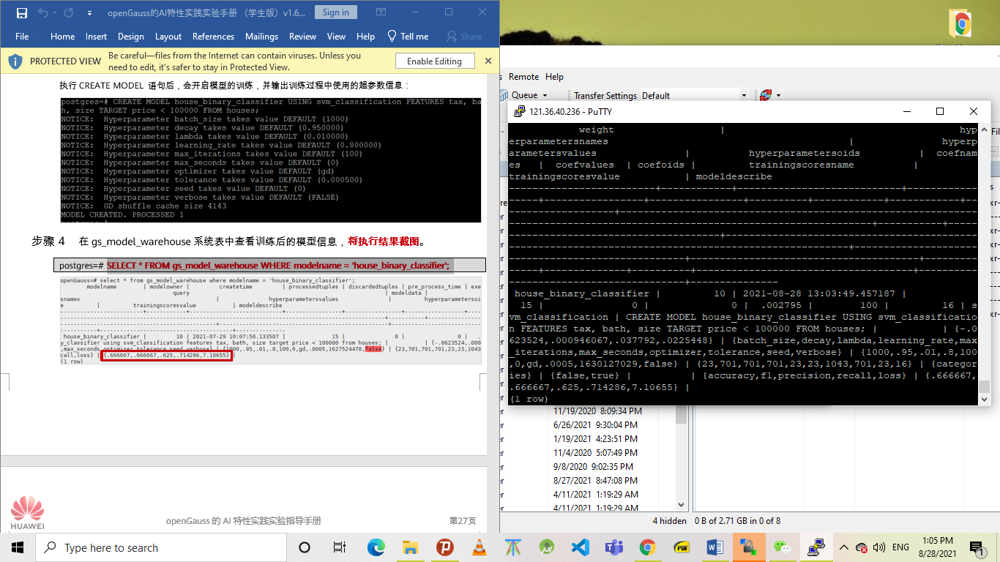 openGauss的AI特性实践实验手册 （学生版）v1.6...
Sign in
File Home Insert Design Layout References Mailings Review View Help Tell me Share
PROTECTED VIEW Be careful—files from the Internet can contain viruses. Unless you need to edit, it's safer to stay in Protected View. Enable Editing
执行 CREATE MODEL 语句后，会开启模型的训练，并输出训练过程中使用的超参数信息：
postgres=# CREATE MODEL house_binary_classifier USING svm_classification FEATURES tax, bat
h, size TARGET price < 100000 FROM houses;
NOTICE: Hyperparameter batch_size takes value DEFAULT (1000)
NOTICE: Hyperparameter decay takes value DEFAULT (0.950000)
NOTICE: Hyperparameter lambda takes value DEFAULT (0.010000)
NOTICE: Hyperparameter learning_rate takes value DEFAULT (0.800000)
NOTICE: Hyperparameter max_iterations takes value DEFAULT (100)
NOTICE: Hyperparameter max_seconds takes value DEFAULT (0)
NOTICE: Hyperparameter optimizer takes value DEFAULT (gd)
NOTICE: Hyperparameter tolerance takes value DEFAULT (0.000500)
NOTICE: Hyperparameter seed takes value DEFAULT (0)
NOTICE: Hyperparameter verbose takes value DEFAULT (FALSE)
NOTICE: GD shuffle cache size 4143
MODEL CREATED. PROCESSED 1
步骤 4 在 gs_model_warehouse 系统表中查看训练后的模型信息，将执行结果截图。
postgres=# SELECT * FROM gs_model_warehouse WHERE modelname = 'house_binary_classifier';
openGauss=# select * from gs_model_warehouse where modelname = 'house_binary_classifier';
modelname | modelowner | createtime | processedtuples | discardedtuples | pre_process_time | exe
query | modeldata |
snames | hyperparametersvalues | hyperparametersoi
e | trainingscoresvalue | modeldescribe
house_binary_classifier | 10 | 2021-07-29 10:07:50.133507 | 15 | 0 | 0 | .
y_classifier using svm_classification features tax, bath, size target price < 100000 from houses; | | {-.0623524,.000
,max_seconds,optimizer,tolerance,seed,verbose} | {1000,.95,.01,.8,100,0,gd,.0005,1627524470,false} | {23,701,701,701,23,23,1043
call,loss} | {.666667,.666667,.625,.714286,7.10655} |
(1 row)
HUAWEI
openGauss 的 AI 特性实践实验指导手册 第27页
Remote Help
Queue Transfer Settings Default
121.36.40.236 - PuTTY
weight | hyp
erparametersnames | hyperp
arametersvalues | hyperparametersoids | coefnam
es | coefvalues | coefoids | trainingscoresname |
trainingscoresvalue | modeldescribe
house_binary_classifier | 10 | 2021-08-28 13:03:49.457187 |
15 | 0 | 0 | .002795 | 100 | 16 | s
vm_classification | CREATE MODEL house_binary_classifier USING svm_classificatio
n FEATURES tax, bath, size TARGET price < 100000 FROM houses; | | {-.0
623524,.000946067,.037792,.0225448} | {batch_size,decay,lambda,learning_rate,max
_iterations,max_seconds,optimizer,tolerance,seed,verbose} | {1000,.95,.01,.8,100
,0,gd,.0005,1630127029,false} | {23,701,701,701,23,23,1043,701,23,16} | {categor
ies} | {false,true} | | {accuracy,f1,precision,recall,loss} | {.666667,
.666667,.625,.714286,7.10655} |
(1 row)
11/19/2020 8:09:34 PM
6/26/2021 9:30:04 PM
1/19/2021 4:23:51 PM
11/4/2020 5:07:49 PM
9/8/2020 9:02:35 PM
8/27/2021 8:47:08 PM
4/11/2021 1:19:29 AM
4/11/2021 1:19:29 AM
4 hidden 0 B of 2.71 GB in 0 of 8
Type here to search
PDF
ENG
1:05 PM
8/28/2021
1